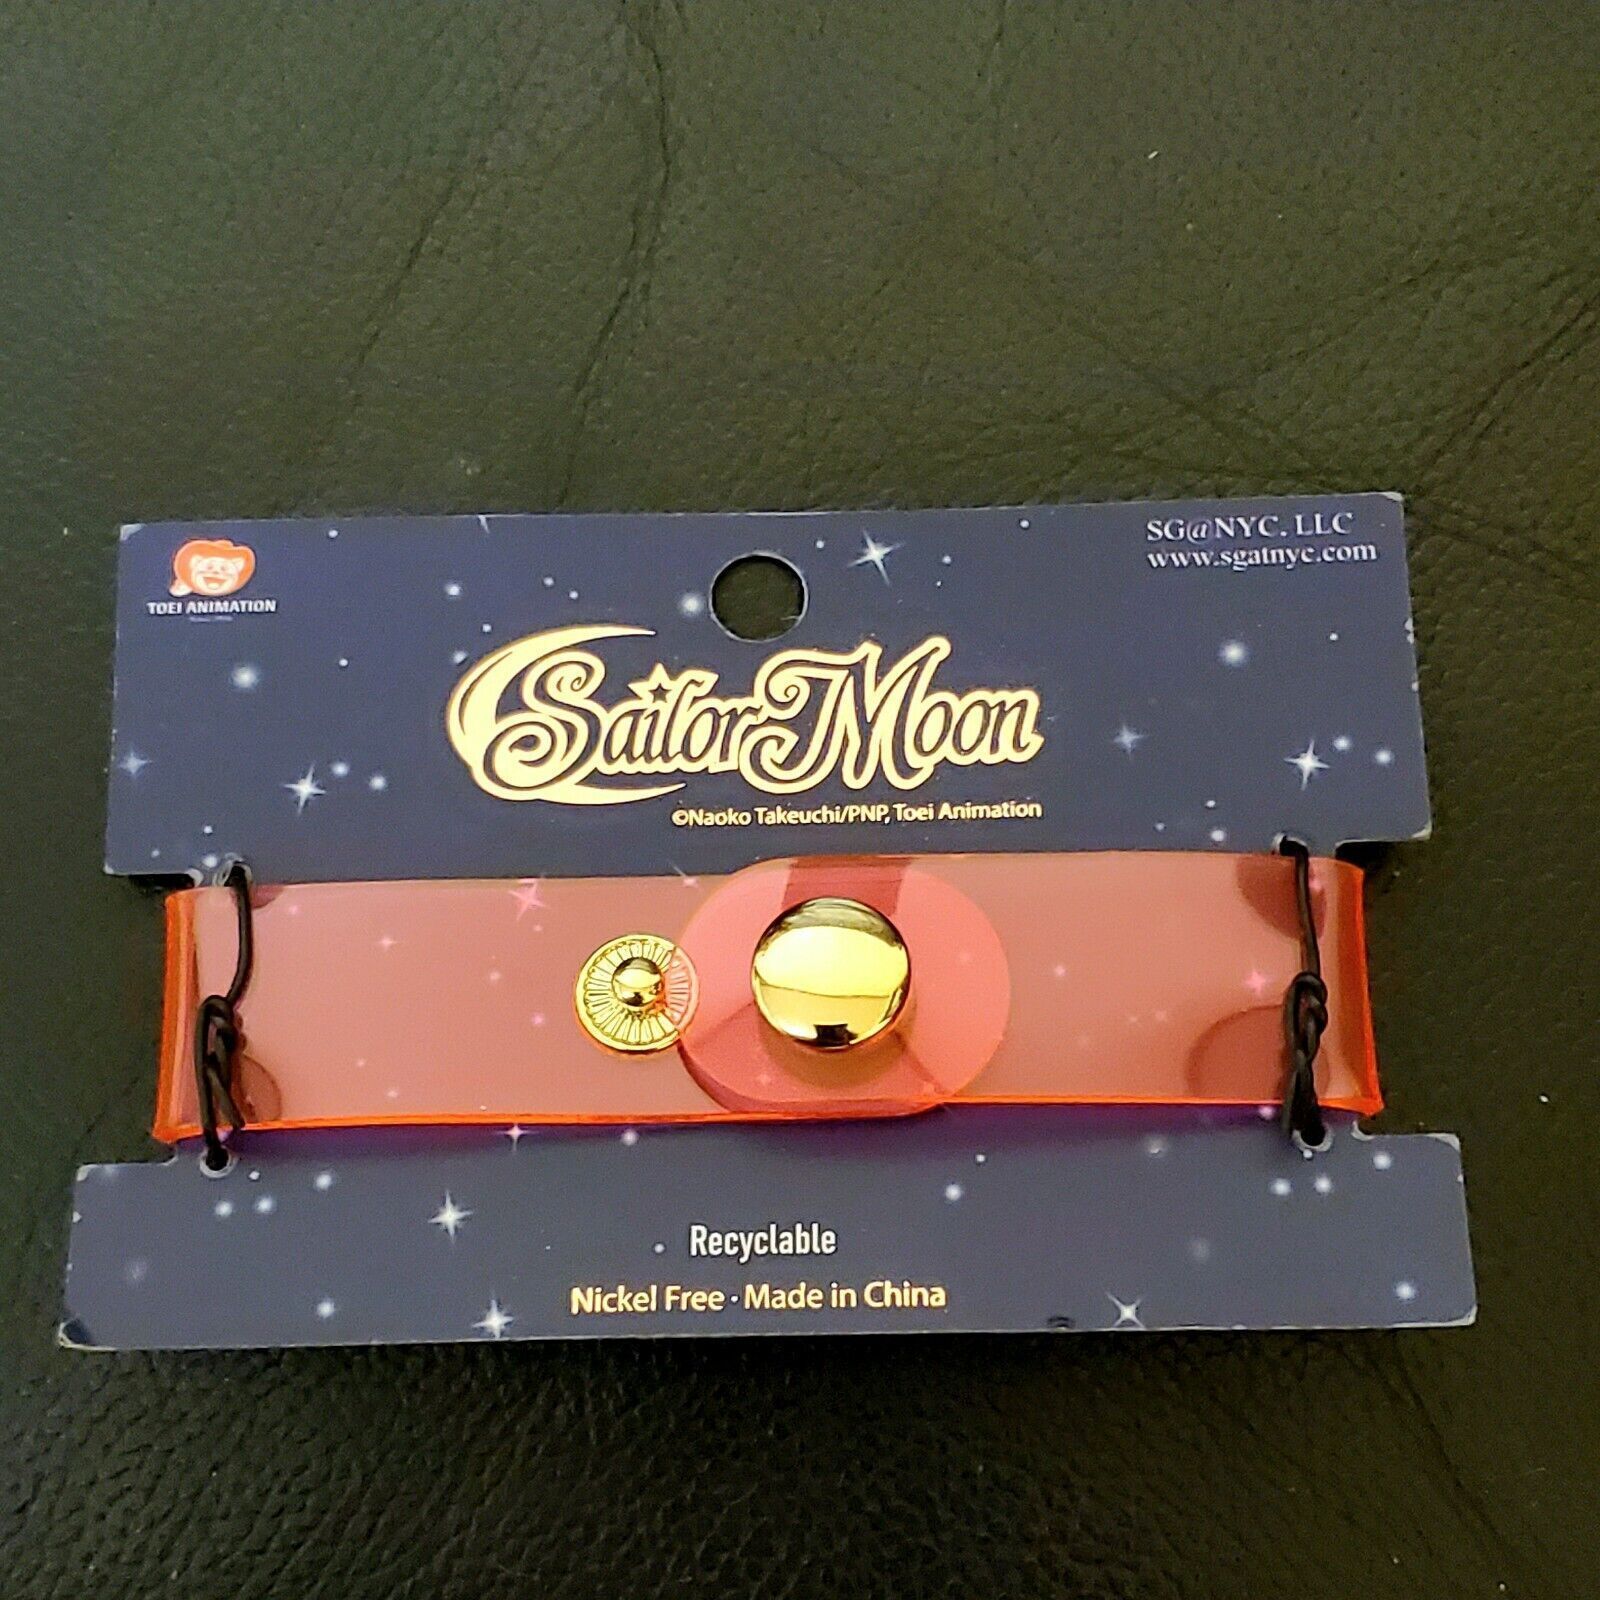 TOEI ANIMATION
SG@NYC. LLC
www.sgatnyc.com
Sailor Moon
©Naoko Takeuchi/PNP, Toei Animation
Recyclable
Nickel Free · Made in China